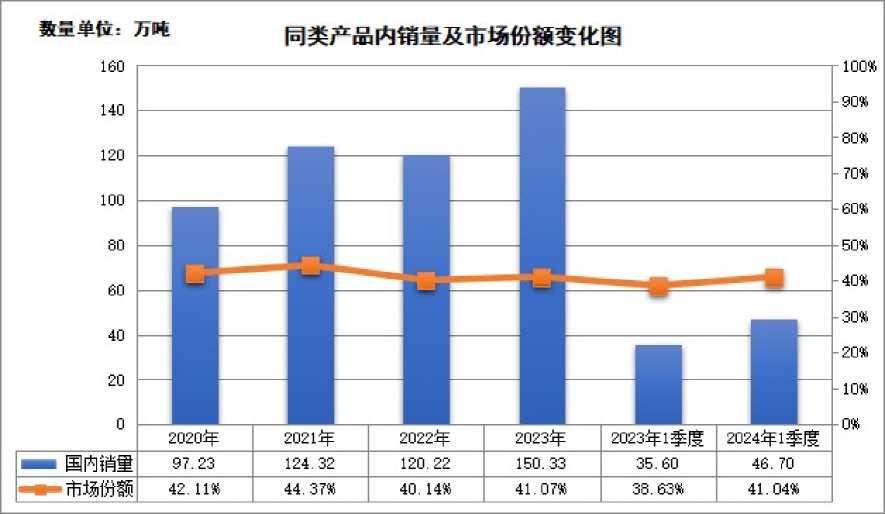 数量单位：万吨
同类产品内销量及市场份额变化图
160 100%
140 90%
120 80%
100 70%
80 60%
60 50%
40 40%
20 30%
0 20%
10%
0%
2020年 2021年 2022年 2023年 2023年1季度 2024年1季度
国内销量 97.23 124.32 120.22 150.33 35.60 46.70
市场份额 42.11% 44.37% 40.14% 41.07% 38.63% 41.04%